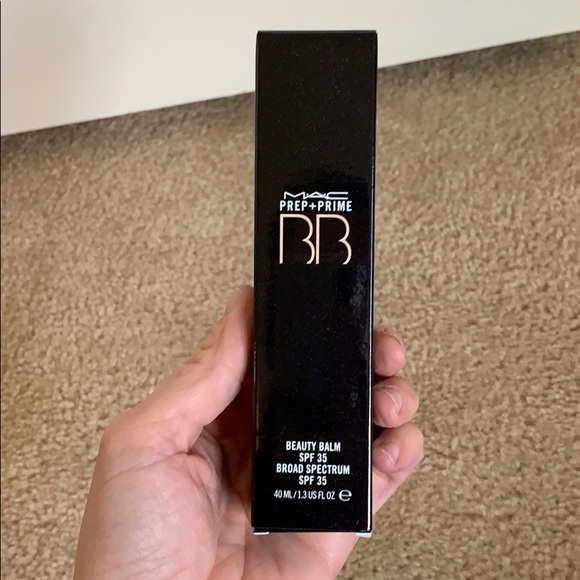 M·A·C
PREP+PRIME
BB
BEAUTY BALM
SPF 35
BROAD SPECTRUM
SPF 35
40 ML / 1.3 US FL OZ ℮